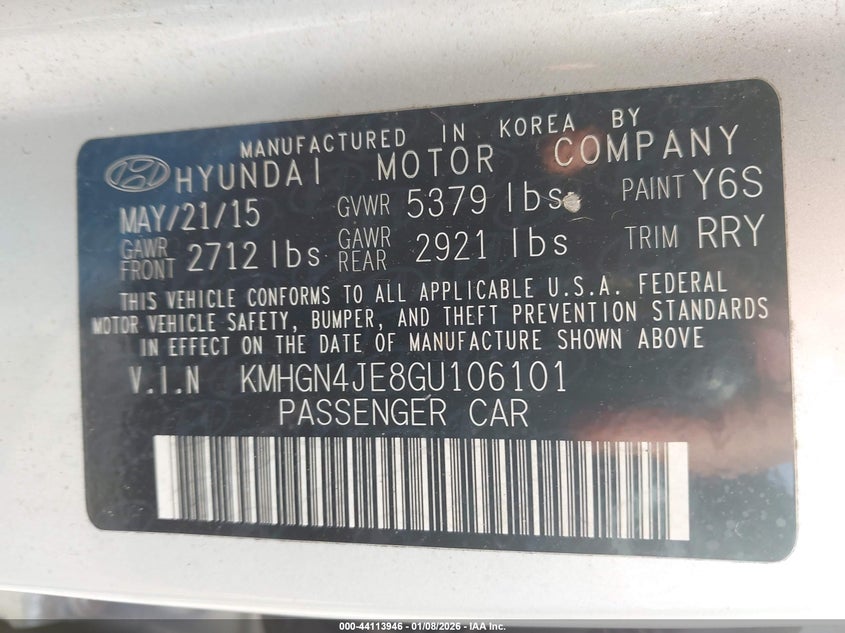 MANUFACTURED IN KOREA BY
HYUNDAI MOTOR COMPANY
MAY/21/15 GVWR 5379 lbs PAINT Y6S
GAWR FRONT 2712 lbs GAWR REAR 2921 lbs TRIM RRY
THIS VEHICLE CONFORMS TO ALL APPLICABLE U.S.A. FEDERAL
MOTOR VEHICLE SAFETY, BUMPER, AND THEFT PREVENTION STANDARDS
IN EFFECT ON THE DATE OF MANUFACTURE SHOWN ABOVE
V.I.N KMHGN4JE8GU106101
PASSENGER CAR
000-44113946 - 01/08/2026 - IAA Inc.